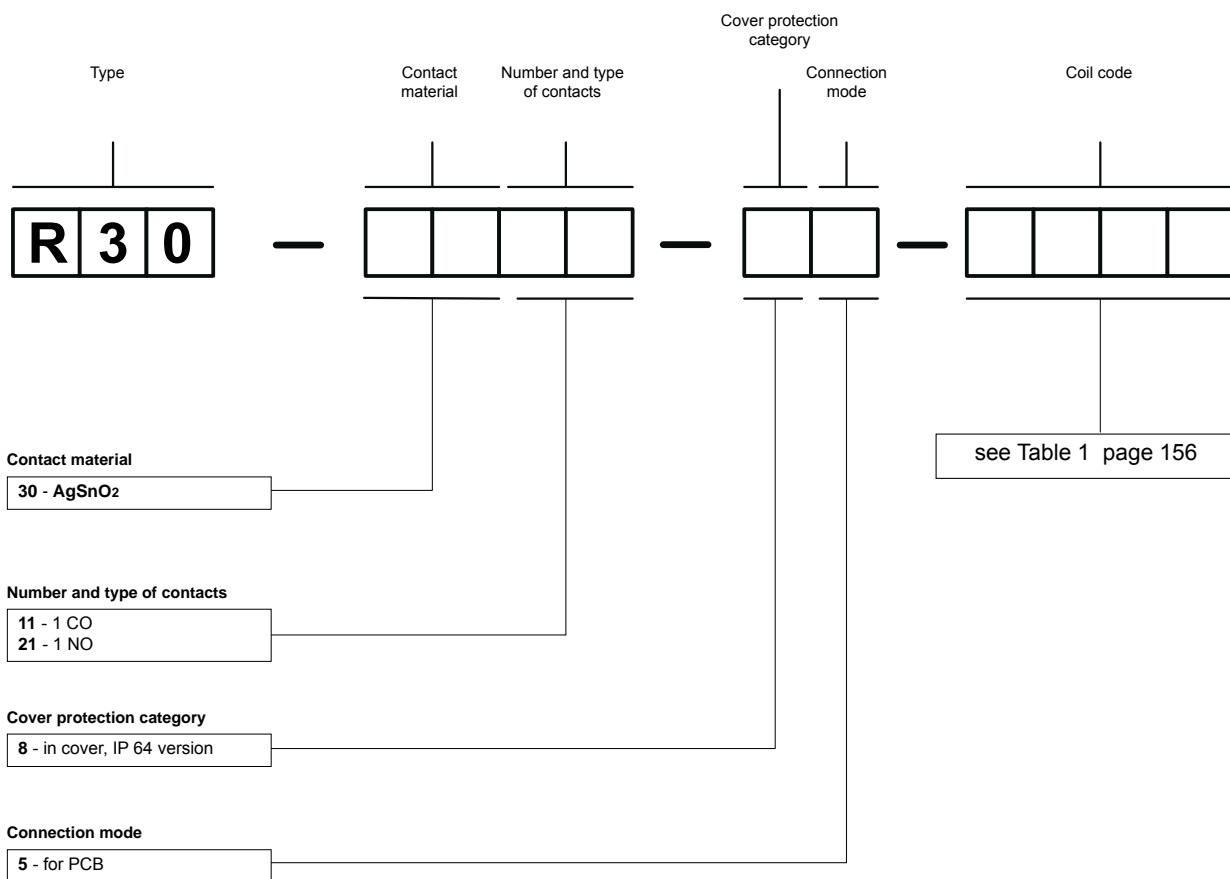 Cover protection
category
Type
Contact
material
Number and type
of contacts
Connection
mode
Coil code
R 3 0 — — —
see Table 1 page 156
Contact material
30 - AgSnO2
Number and type of contacts
11 - 1 CO
21 - 1 NO
Cover protection category
8 - in cover, IP 64 version
Connection mode
5 - for PCB